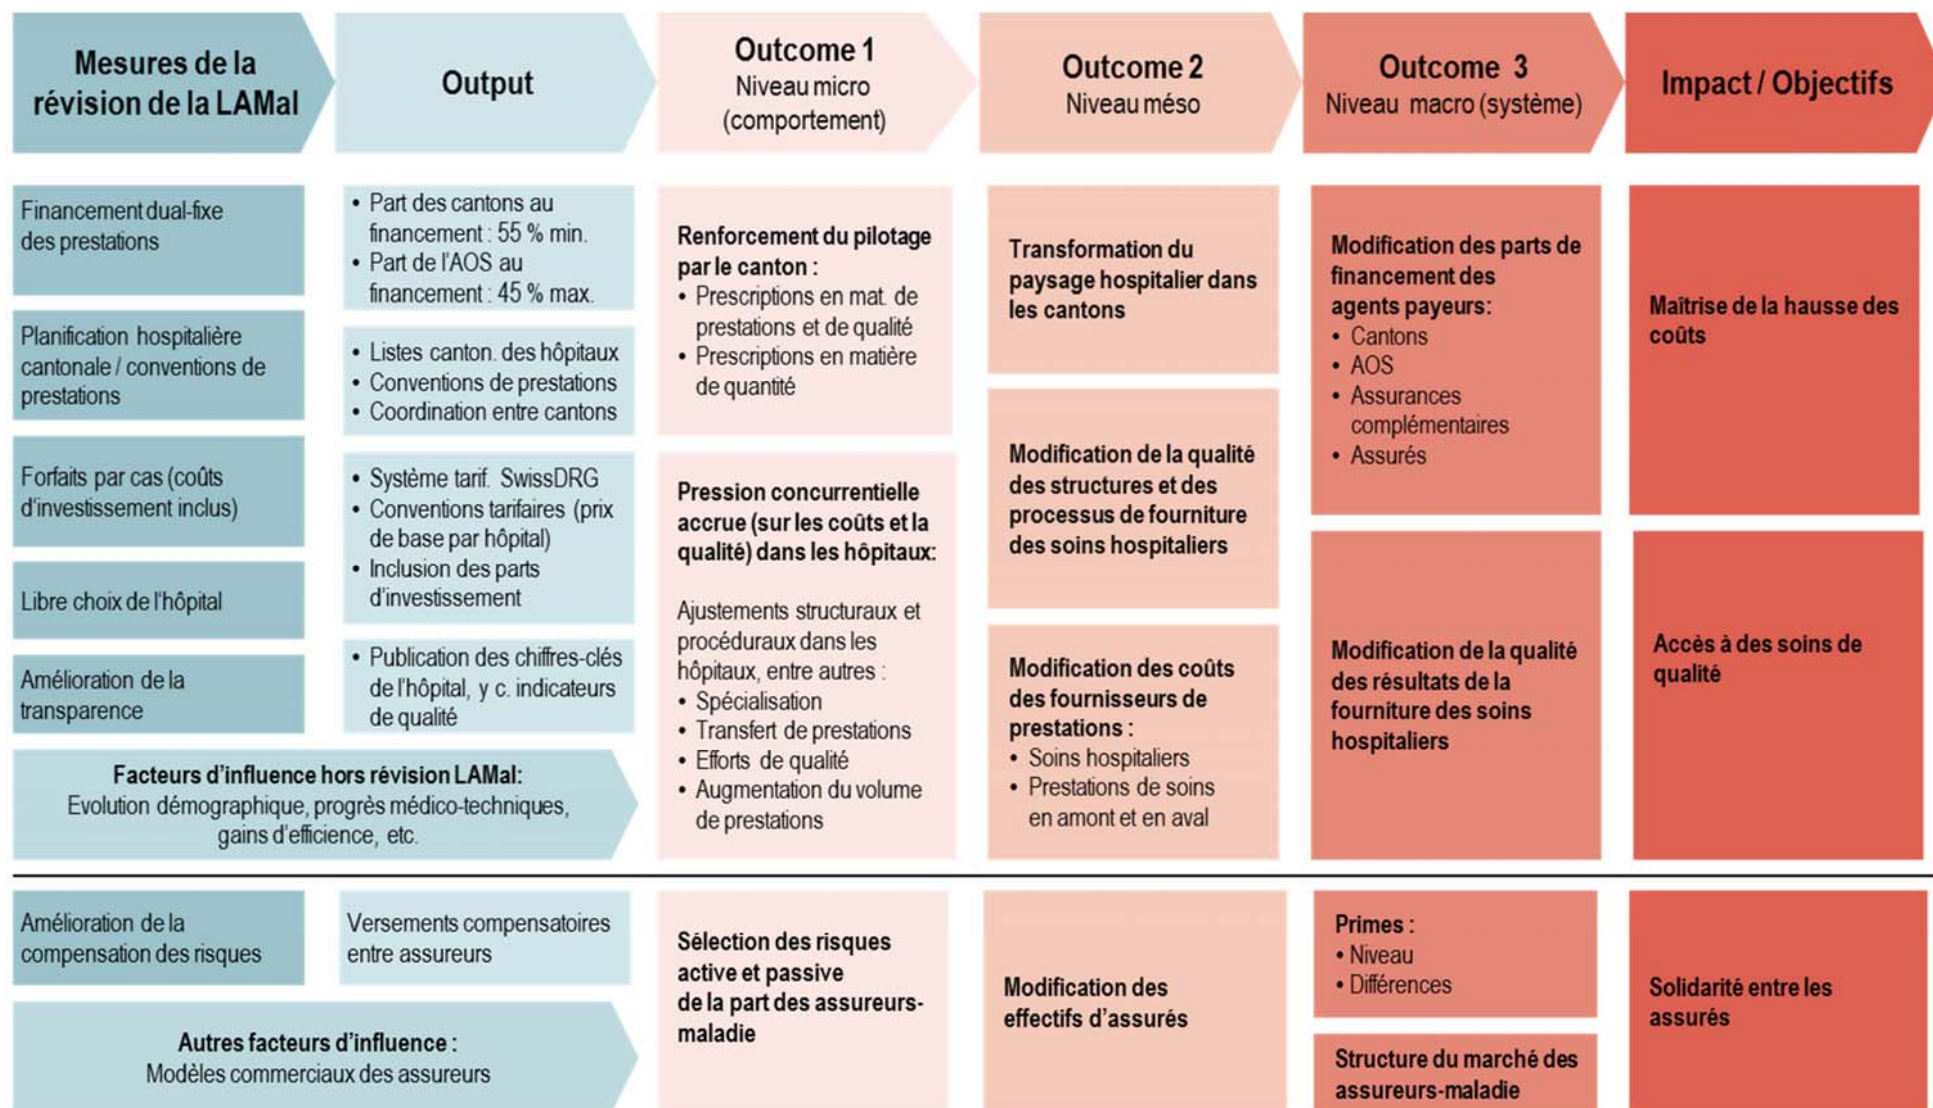 Mesures de la
révision de la LAMal
Output
Outcome 1
Niveau micro
(comportement)
Outcome 2
Niveau méso
Outcome 3
Niveau macro (système)
Impact / Objectifs
Financement dual-fixe
des prestations
Planification hospitalière
cantonale / conventions de
prestations
Forfaits par cas (coûts
d'investissement inclus)
Libre choix de l'hôpital
Amélioration de la
transparence
• Part des cantons au
financement : 55 % min.
• Part de l'AOS au
financement : 45 % max.
• Listes canton. des hôpitaux
• Conventions de prestations
• Coordination entre cantons
• Système tarif. SwissDRG
• Conventions tarifaires (prix
de base par hôpital)
• Inclusion des parts
d'investissement
• Publication des chiffres-clés
de l'hôpital, y c. indicateurs
de qualité
Facteurs d'influence hors révision LAMal:
Evolution démographique, progrès médico-techniques,
gains d'efficience, etc.
Renforcement du pilotage
par le canton :
• Prescriptions en mat. de
prestations et de qualité
• Prescriptions en matière
de quantité
Pression concurrentielle
accrue (sur les coûts et la
qualité) dans les hôpitaux:
Ajustements structuraux et
procéduraux dans les
hôpitaux, entre autres :
• Spécialisation
• Transfert de prestations
• Efforts de qualité
• Augmentation du volume
de prestations
Transformation du
paysage hospitalier dans
les cantons
Modification de la qualité
des structures et des
processus de fourniture
des soins hospitaliers
Modification des coûts
des fournisseurs de
prestations :
• Soins hospitaliers
• Prestations de soins
en amont et en aval
Modification des parts de
financement des
agents payeurs:
• Cantons
• AOS
• Assurances
complémentaires
• Assurés
Modification de la qualité
des résultats de la
fourniture des soins
hospitaliers
Maîtrise de la hausse des
coûts
Accès à des soins de
qualité
Amélioration de la
compensation des risques
Versements compensatoires
entre assureurs
Autres facteurs d'influence :
Modèles commerciaux des assureurs
Sélection des risques
active et passive
de la part des assureurs-
maladie
Modification des
effectifs d'assurés
Primes :
• Niveau
• Différences
Structure du marché des
assureurs-maladie
Solidarité entre les
assurés